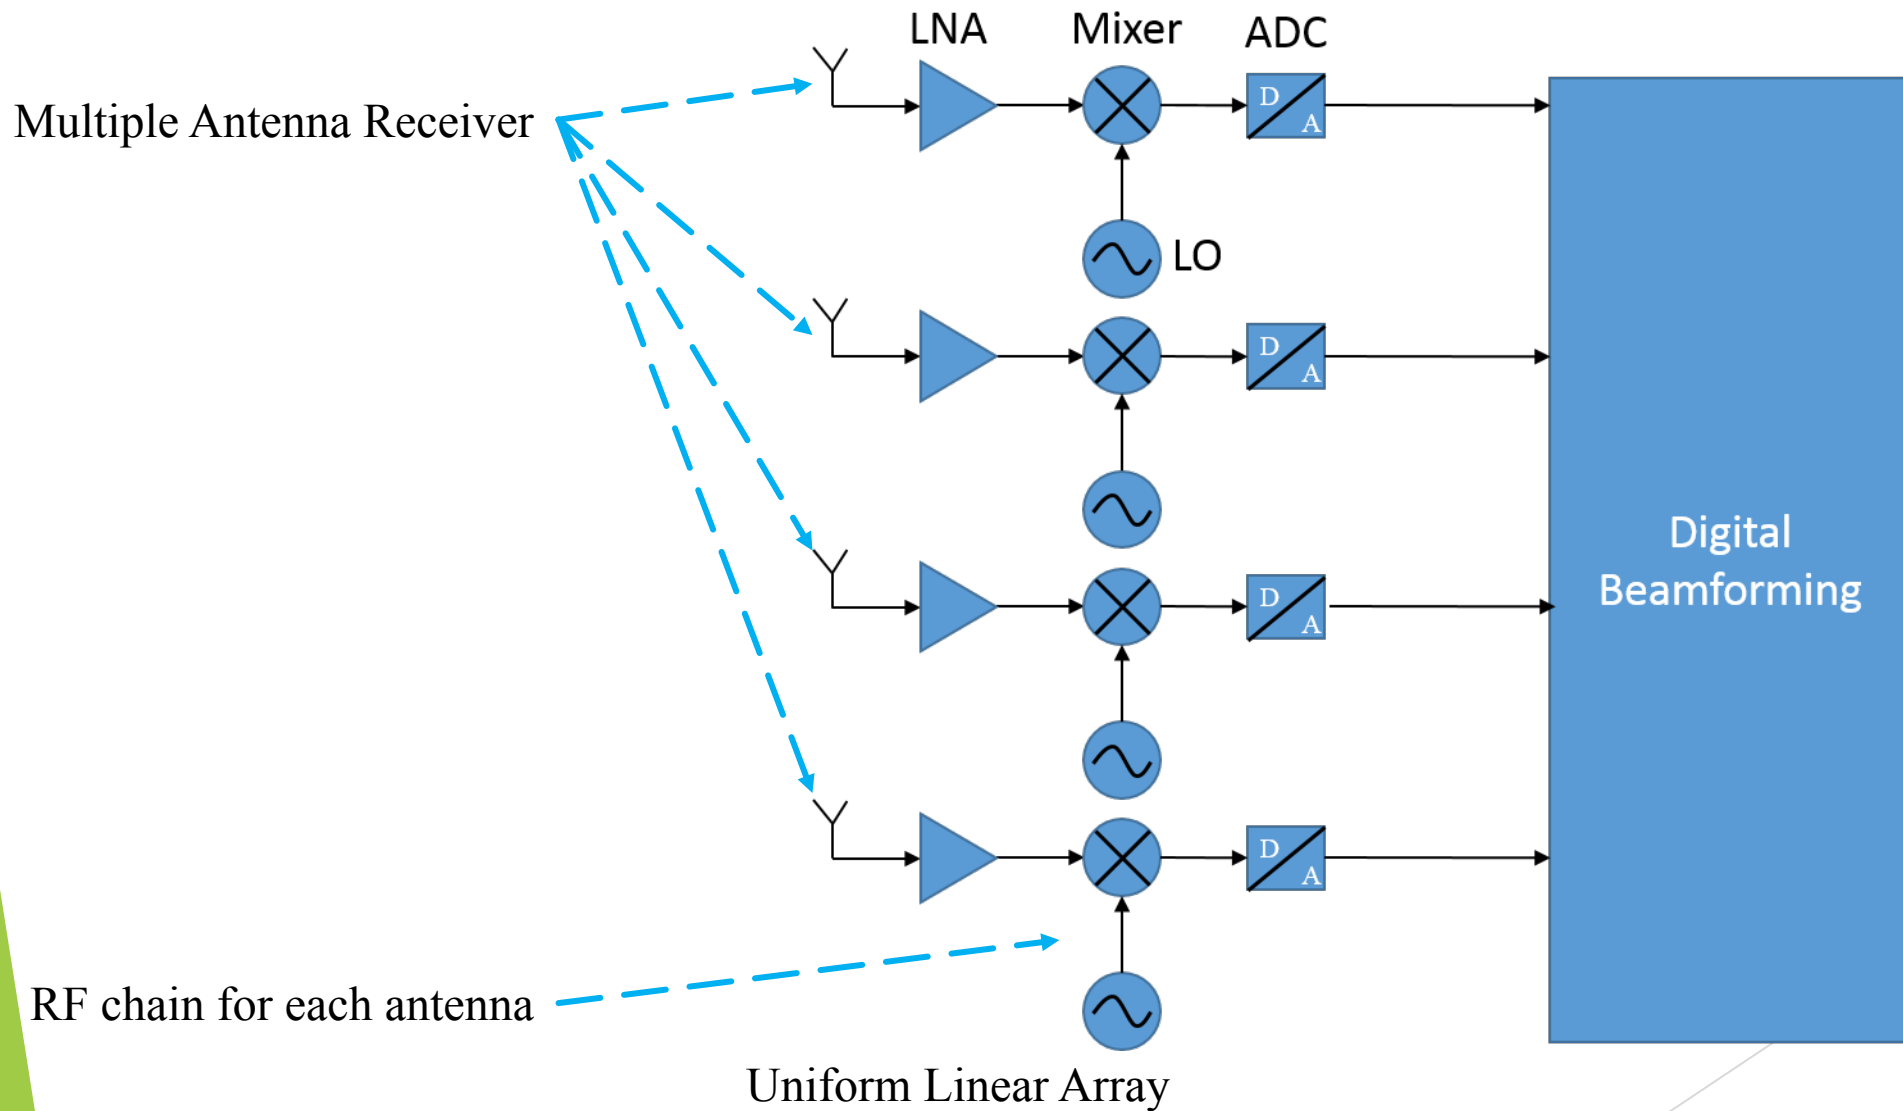 LNA
Mixer
ADC
Multiple Antenna Receiver
D
A
LO
D
A
Digital
Beamforming
D
A
D
A
RF chain for each antenna
Uniform Linear Array